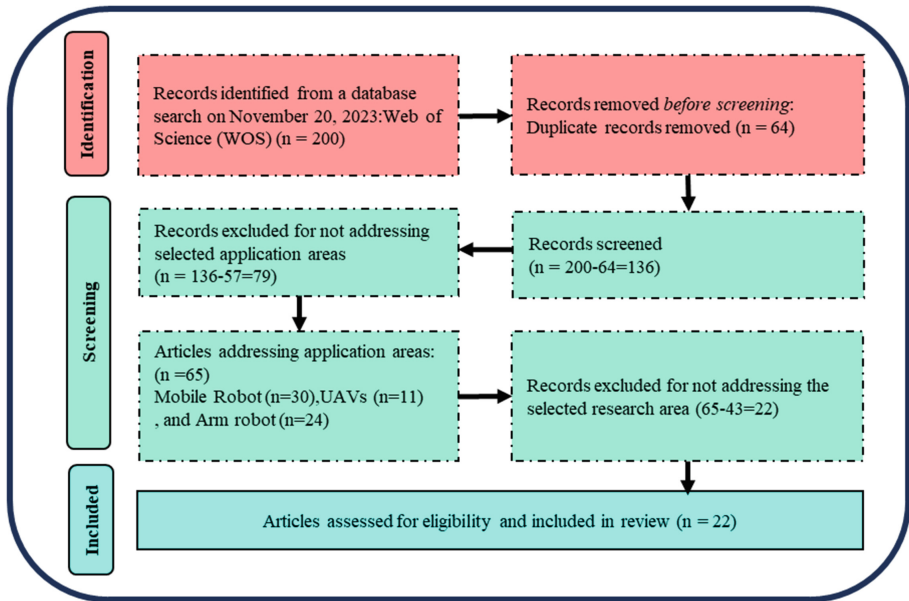 Identification
Records identified from a database
search on November 20, 2023:Web of
Science (WOS) (n = 200)
Records removed before screening:
Duplicate records removed (n = 64)
Screening
Records excluded for not addressing
selected application areas
(n = 136-57=79)
Records screened
(n = 200-64=136)
Articles addressing application areas:
(n =65)
Mobile Robot (n=30),UAVs (n=11)
, and Arm robot (n=24)
Records excluded for not addressing the
selected research area (65-43=22)
Included
Articles assessed for eligibility and included in review (n = 22)